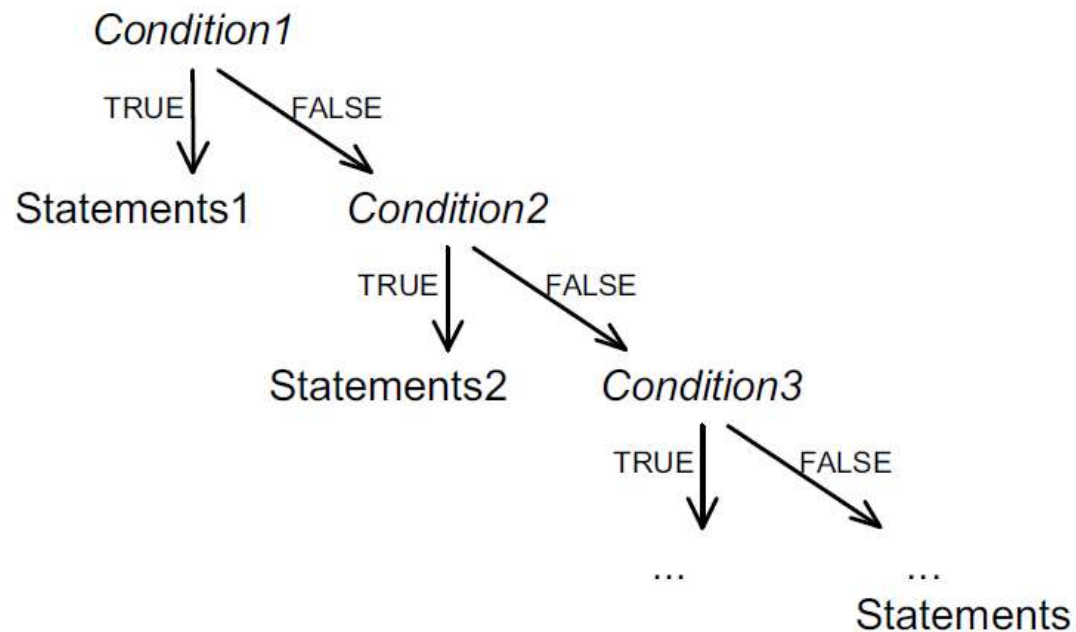 Condition1
TRUE FALSE
Statements1 Condition2
TRUE FALSE
Statements2 Condition3
TRUE FALSE
... ...
Statements